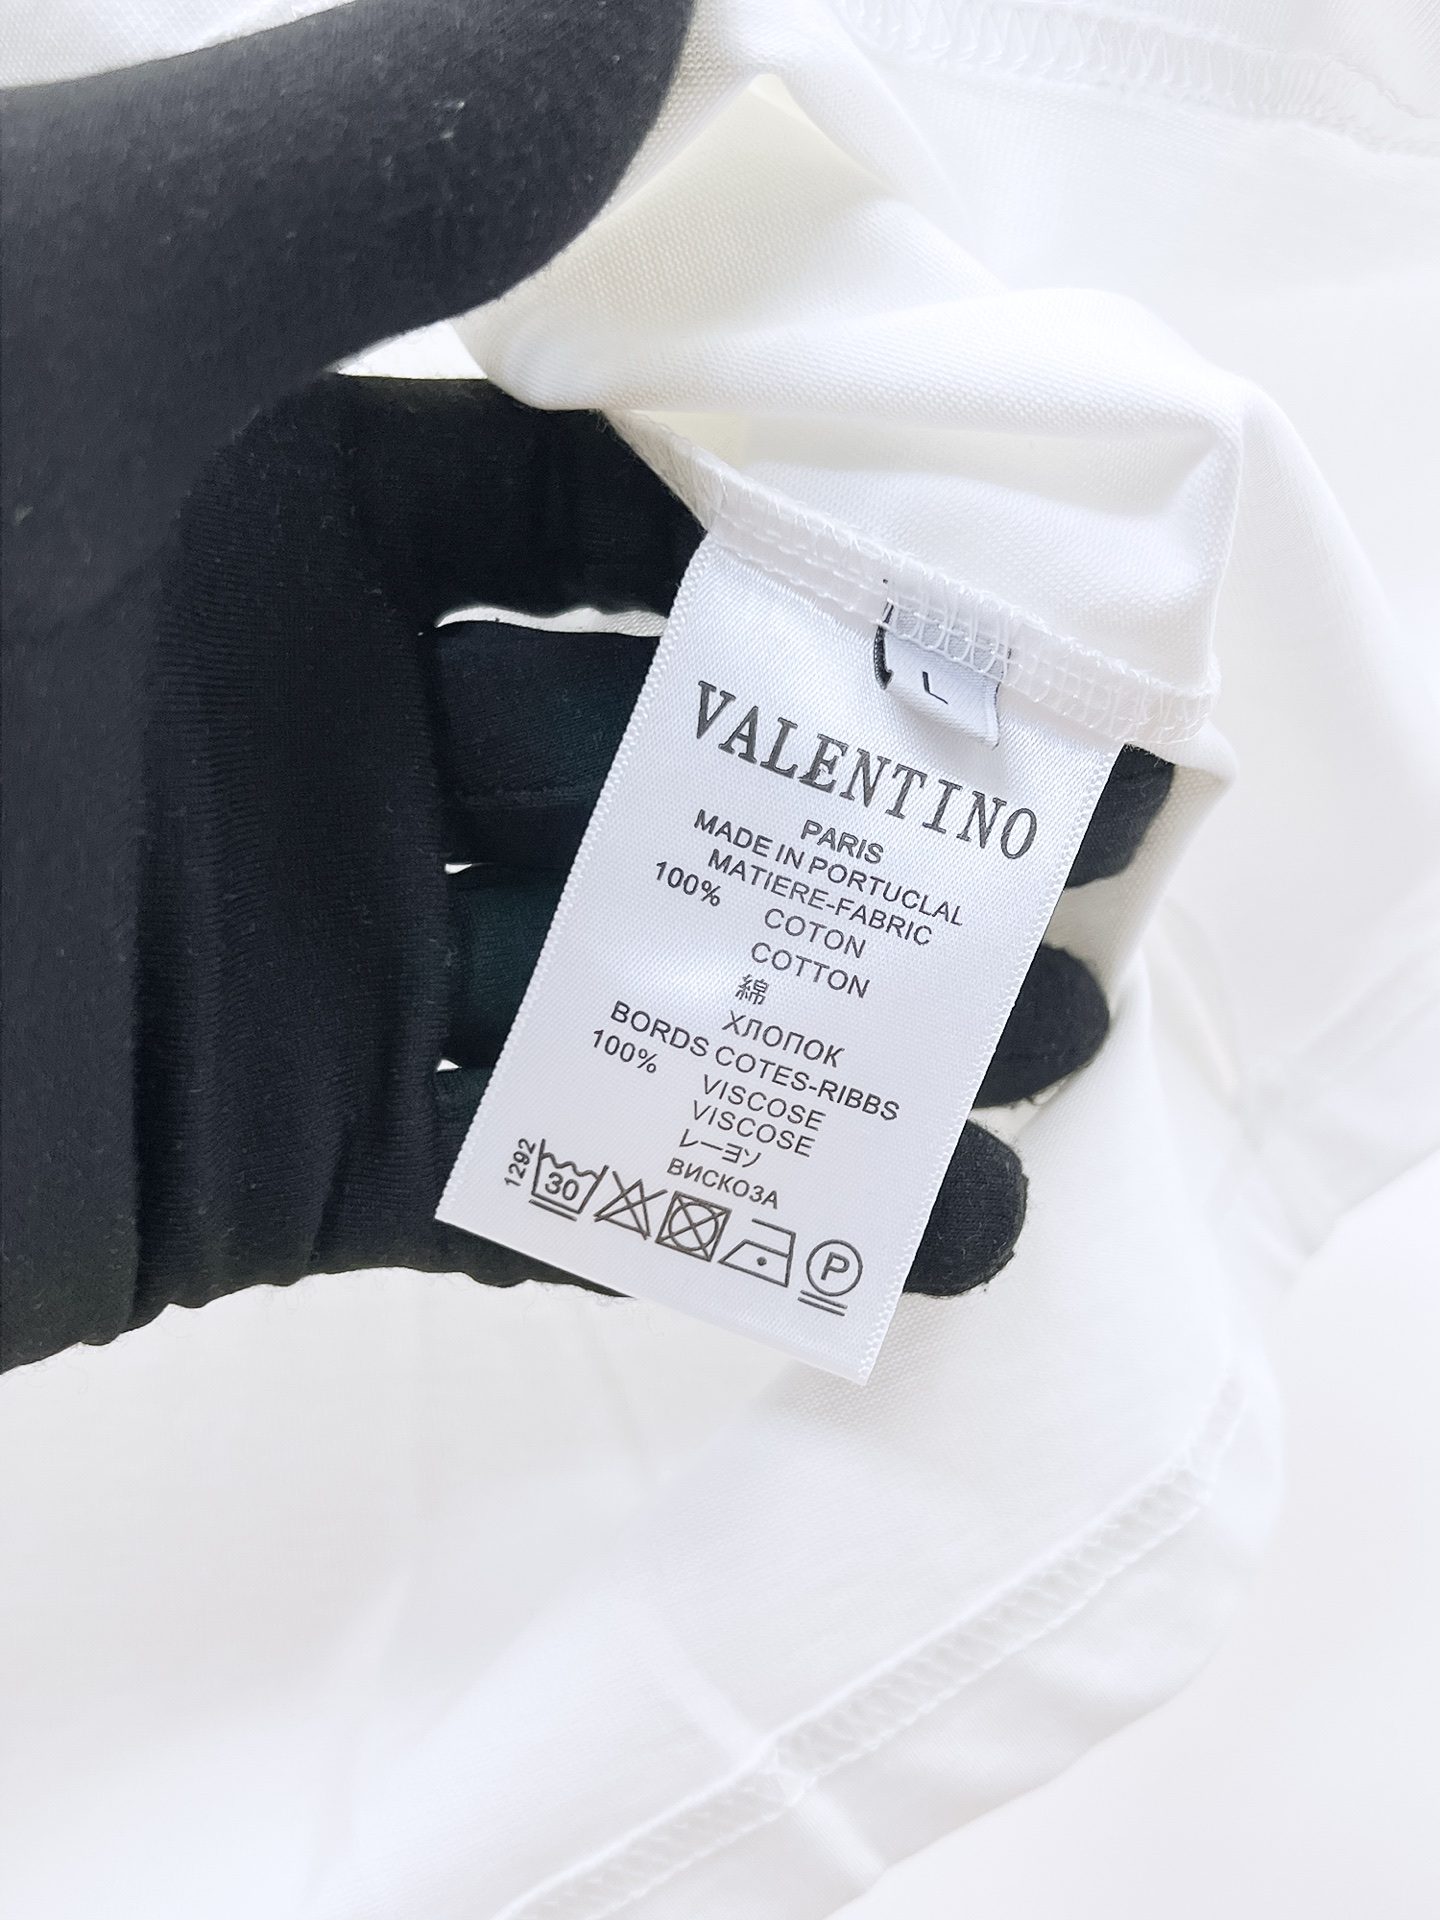 L
VALENTINO
PARIS
MADE IN PORTUCLAL
MATIERE-FABRIC
100%
COTON
COTTON
綿
ХЛОПОК
BORDS COTES-RIBBS
100%
VISCOSE
VISCOSE
レーヨソ
ВИСКОЗА
1292
30
P